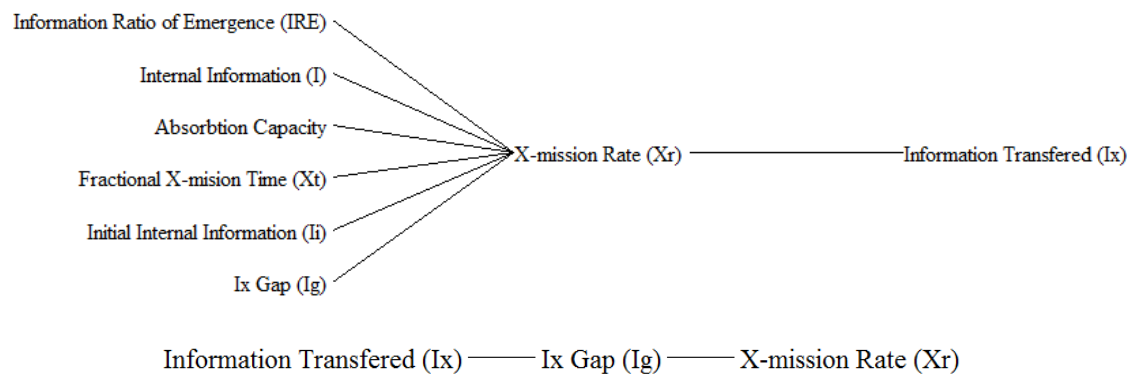 Information Ratio of Emergence (IRE)
Internal Information (I)
Absorbtion Capacity
Fractional X-mision Time (Xt)
Initial Internal Information (Ii)
Ix Gap (Ig)
X-mission Rate (Xr)
Information Transfered (Ix)
Information Transfered (Ix) Ix Gap (Ig) X-mission Rate (Xr)